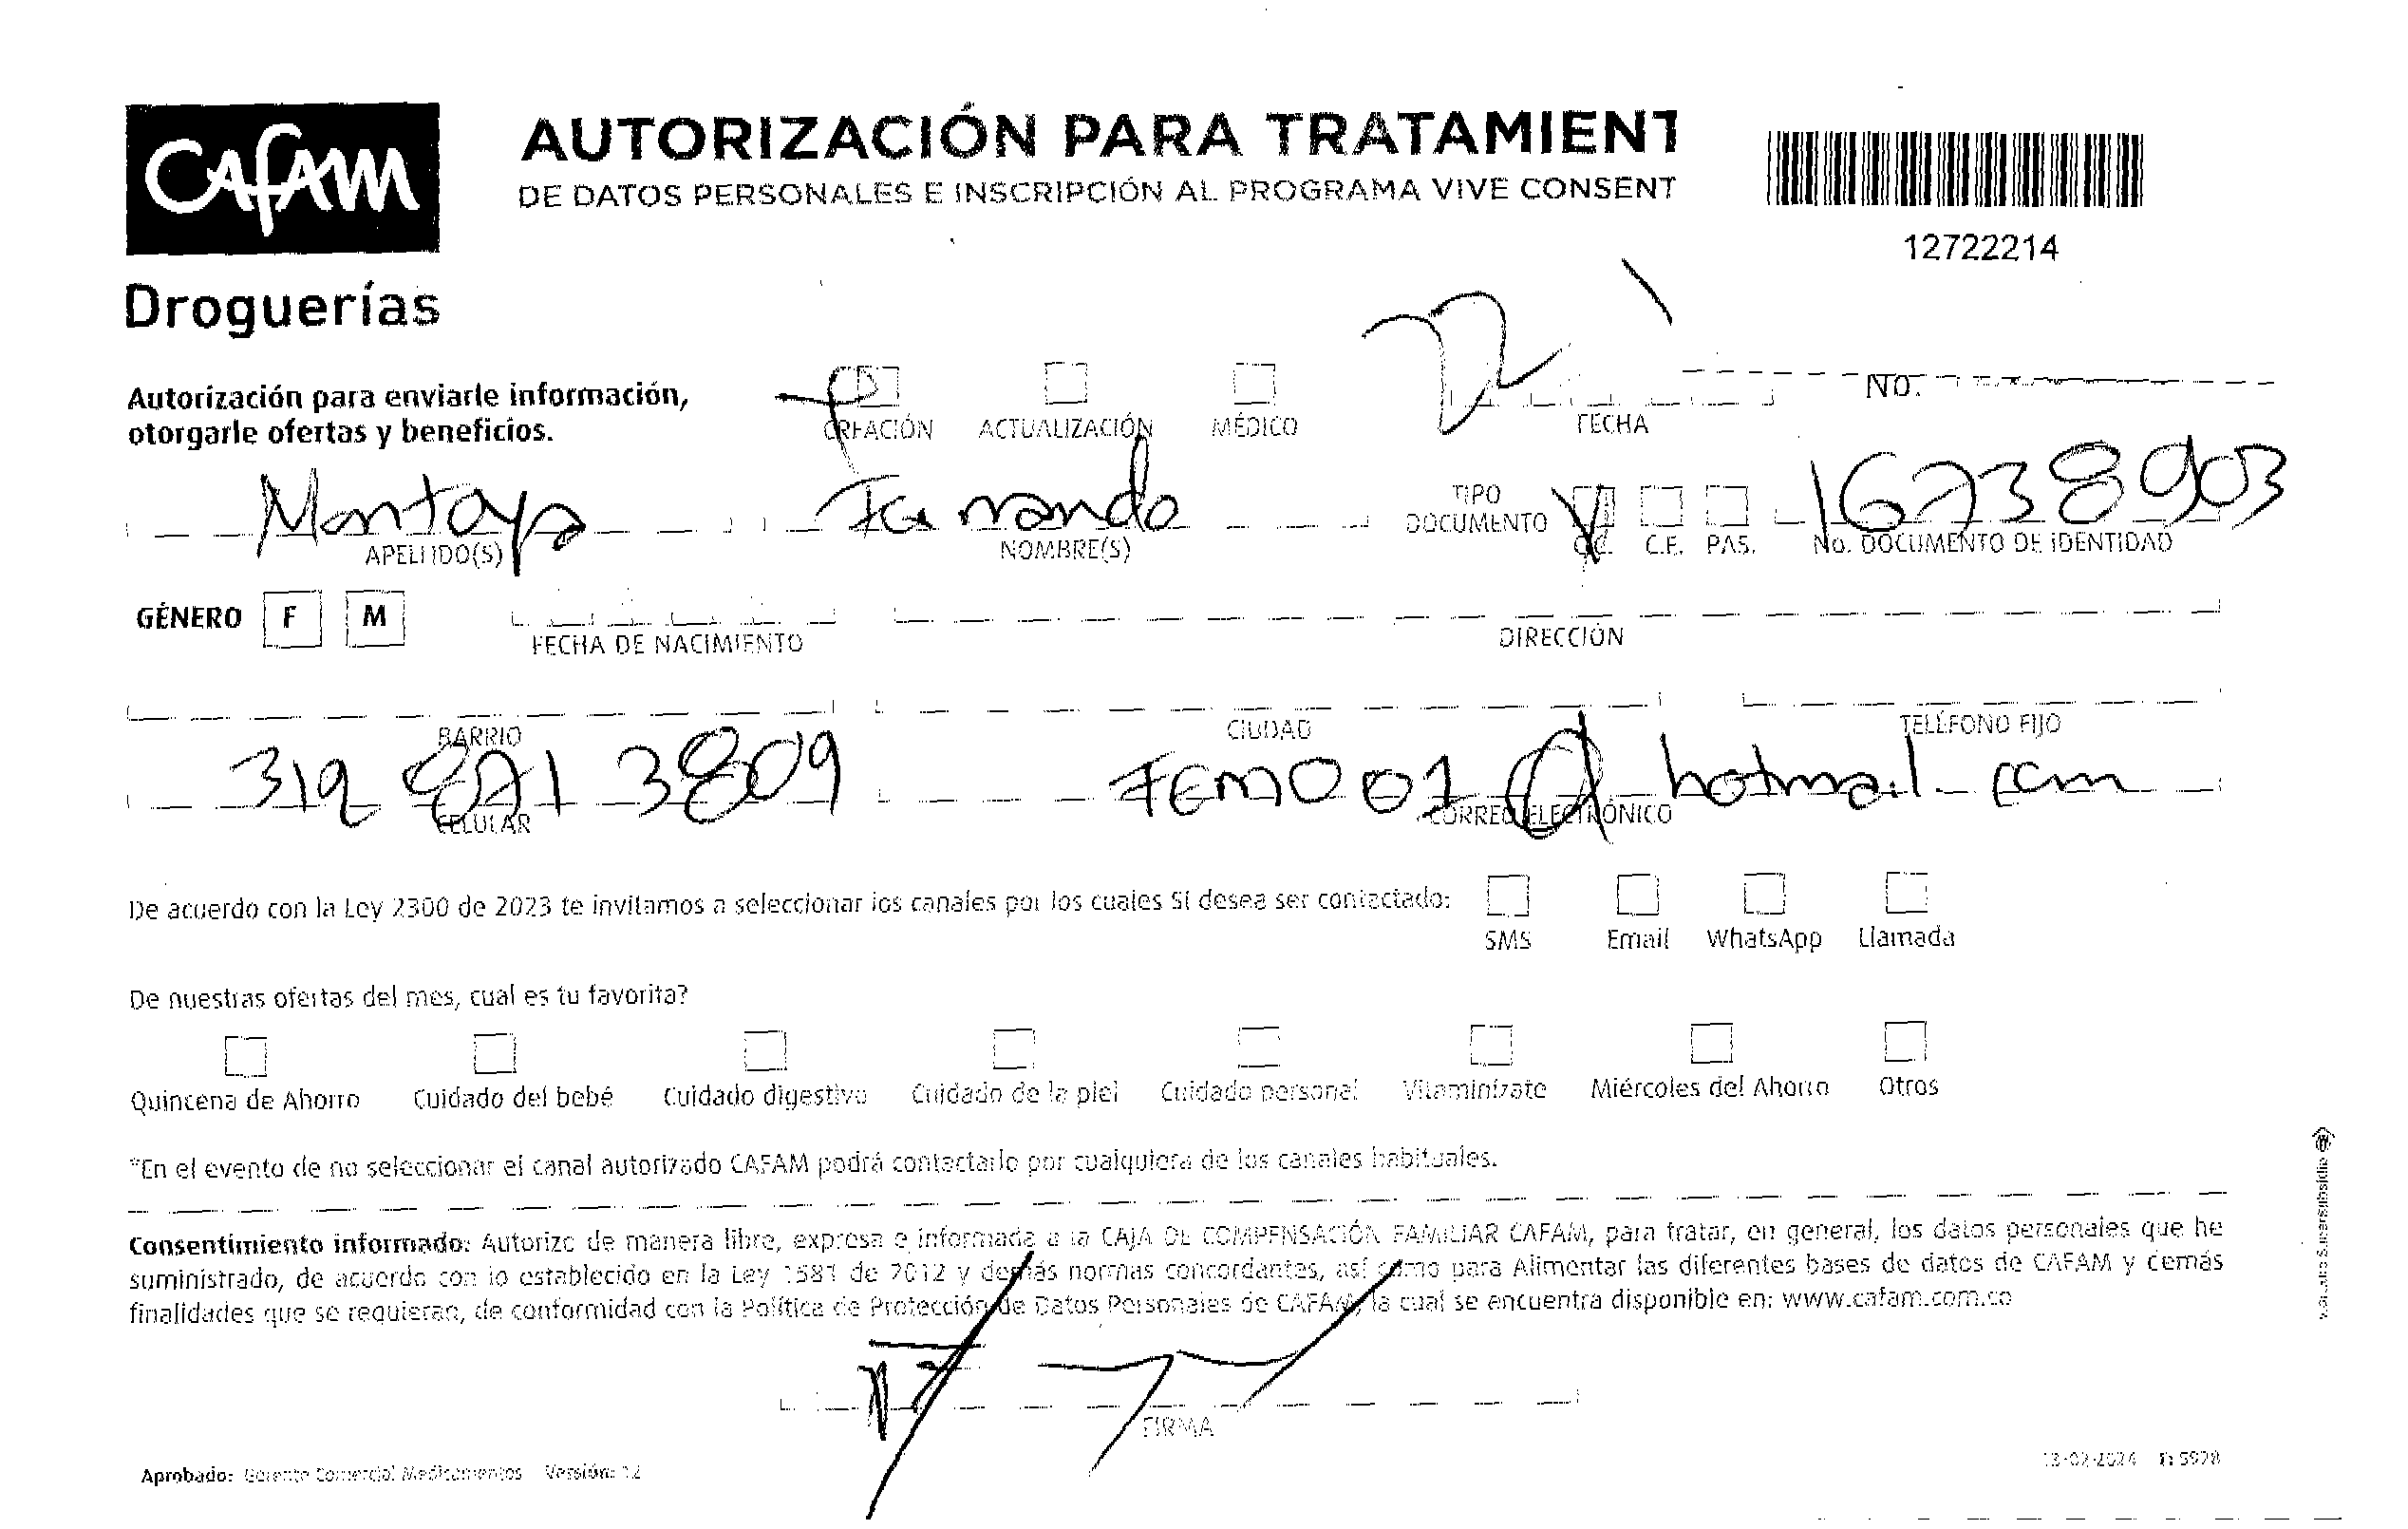 CAFAM
Droguerías
AUTORIZACIÓN PARA TRATAMIENT
DE DATOS PERSONALES E INSCRIPCIÓN AL PROGRAMA VIVE CONSENT
12722214
Autorización para enviarle información,
otorgarle ofertas y beneficios.
CREACIÓN ACTUALIZACIÓN MÉDICO FECHA No.
Montoya Fernando TIPO DOCUMENTO C.C. C.E. PAS. 16738903
APELLIDO(S) NOMBRE(S) No. DOCUMENTO DE IDENTIDAD
GÉNERO F M FECHA DE NACIMIENTO DIRECCIÓN
BARRIO CIUDAD TELÉFONO FIJO
319 871 3809 FEMO001@hotmail.com
CELULAR CORREO ELECTRÓNICO
De acuerdo con la Ley 2300 de 2023 te invitamos a seleccionar los canales por los cuales SÍ desea ser contactado:
SMS Email WhatsApp Llamada
De nuestras ofertas del mes, cual es tu favorita?
Quincena de Ahorro Cuidado del bebé Cuidado digestivo Cuidado de la piel Cuidado personal Vitaminízate Miércoles del Ahorro Otros
*En el evento de no seleccionar el canal autorizado CAFAM podrá contactarlo por cualquiera de los canales habituales.
Consentimiento informado: Autorizo de manera libre, expresa e informada a la CAJA DE COMPENSACIÓN FAMILIAR CAFAM, para tratar, en general, los datos personales que he
suministrado, de acuerdo con lo establecido en la Ley 1581 de 2012 y demás normas concordantes, así como para Alimentar las diferentes bases de datos de CAFAM y demás
finalidades que se requieran, de conformidad con la Política de Protección de Datos Personales de CAFAM, la cual se encuentra disponible en: www.cafam.com.co
FIRMA
Aprobado: Gerente Comercial Medicamentos Versión: 12
13-02-2024